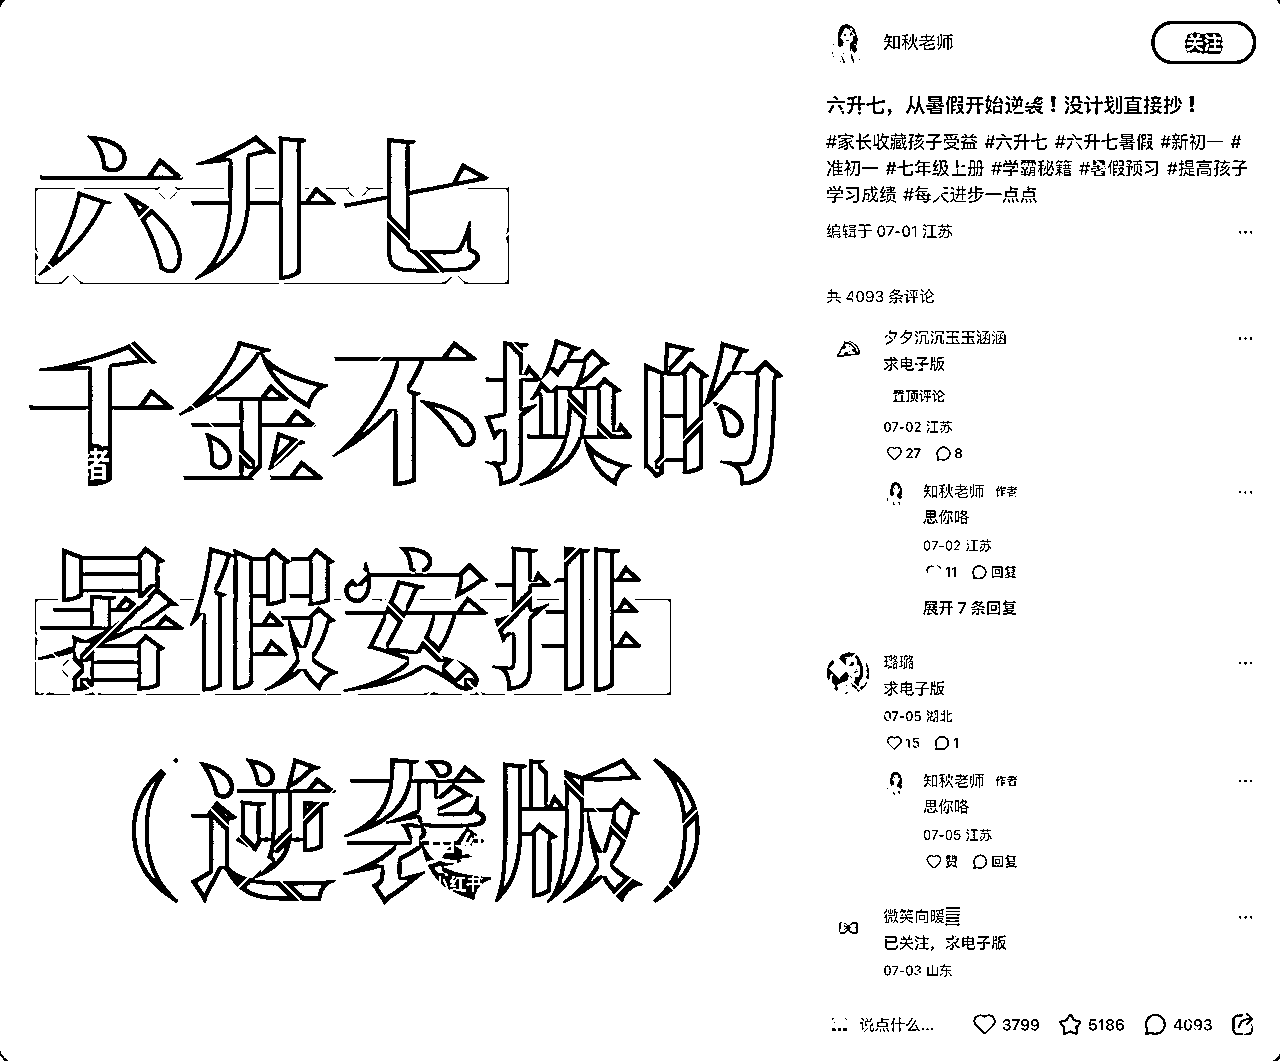 六升七
千金不换的
暑假安排
（逆袭版）
知秋老师
关注
六升七，从暑假开始逆袭！没计划直接抄！
#家长收藏孩子受益 #六升七 #六升七暑假 #新初一 #
准初一 #七年级上册 #学霸秘籍 #暑假预习 #提高孩子
学习成绩 #每天进步一点点
编辑于 07-01 江苏
共 4093 条评论
夕夕沉沉玉玉涵涵
求电子版
置顶评论
07-02 江苏
27 8
知秋老师 作者
思你咯
07-02 江苏
11 回复
展开 7 条回复
璐璐
求电子版
07-05 湖北
15 1
知秋老师 作者
思你咯
07-05 江苏
赞 回复
微笑向暖
已关注，求电子版
07-03 山东
说点什么...
3799 5186 4093